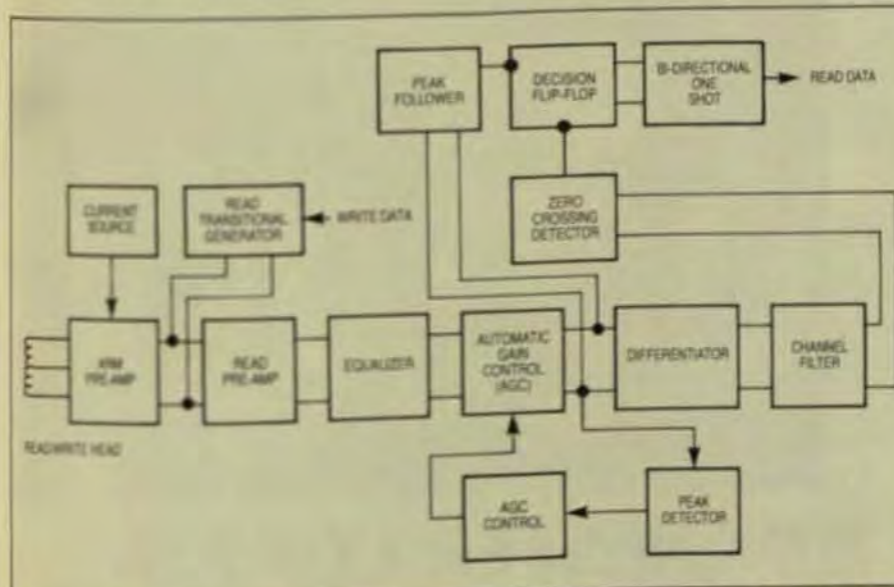 PEAK
FOLLOWER
DECISION
FLIP-FLOP
BI-DIRECTIONAL
ONE
SHOT
READ DATA
CURRENT
SOURCE
READ
TRANSITIONAL
GENERATOR
WRITE DATA
ZERO
CROSSING
DETECTOR
ARM
PRE-AMP
READ
PRE-AMP
EQUALIZER
AUTOMATIC
GAIN
CONTROL
(AGC)
DIFFERENTIATOR
CHANNEL
FILTER
READ/WRITE HEAD
AGC
CONTROL
PEAK
DETECTOR